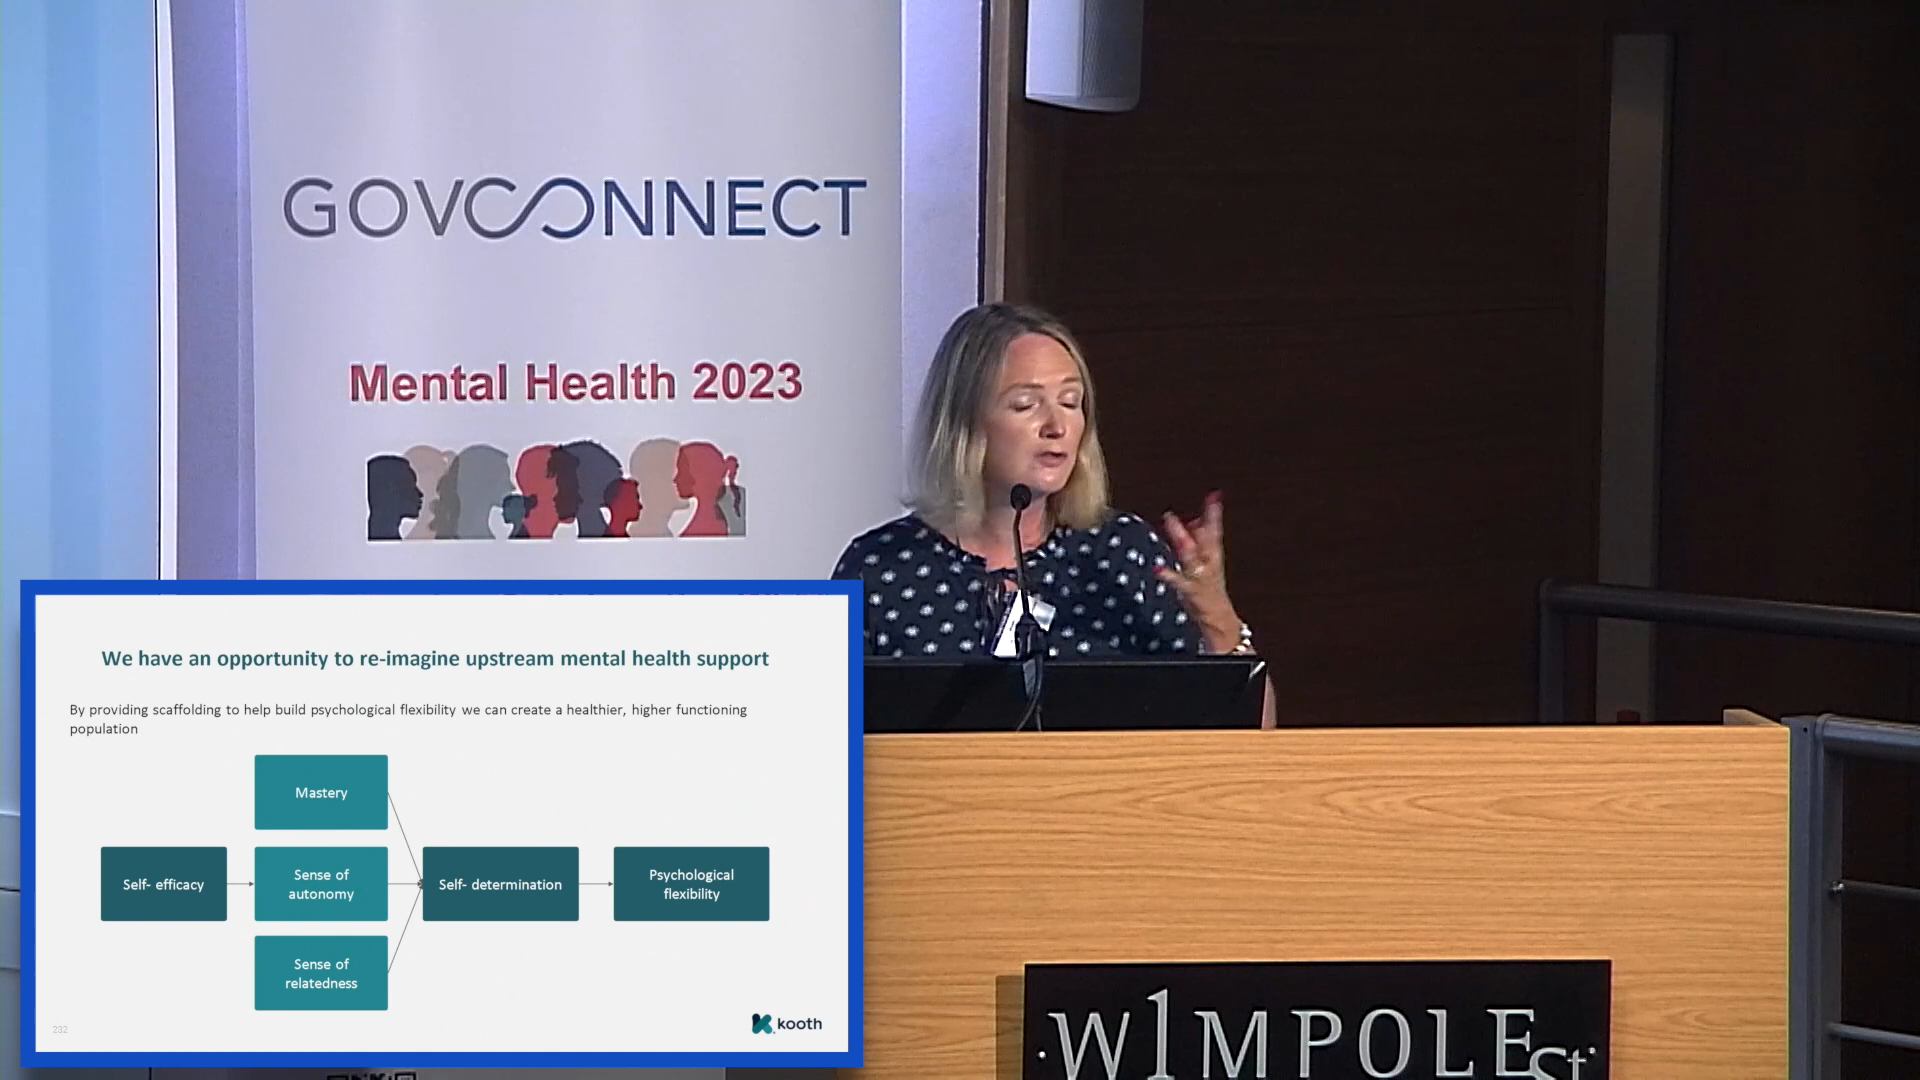 GOVCONNECT
Mental Health 2023
We have an opportunity to re-imagine upstream mental health support
By providing scaffolding to help build psychological flexibility we can create a healthier, higher functioning
population
Mastery
Self- efficacy
Sense of
autonomy
Self- determination
Psychological
flexibility
Sense of
relatedness
232
kooth
W1MPOLE St.